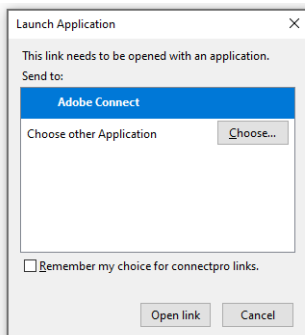 Launch Application
This link needs to be opened with an application.
Send to:
Adobe Connect
Choose other Application
Choose...
Remember my choice for connectpro links.
Open link
Cancel